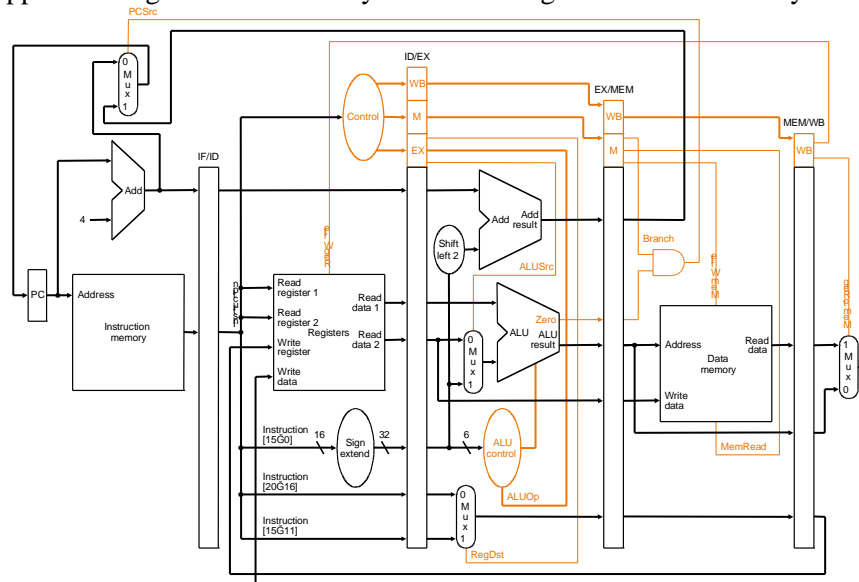 PCSrc
ID/EX
0
M
u
x
1
WB
EX/MEM
Control
M
WB
MEM/WB
IF/ID
EX
M
WB
Add
4
Add
Add
result
Shift
left 2
Branch
ALUSrc
PC
Address
Instruction
memory
Read
register 1
Read
register 2
Write
register
Write
data
Registers
Read
data 1
Read
data 2
0
M
u
x
1
Zero
ALU
ALU
result
Address
Data
memory
Read
data
Write
data
1
M
u
x
0
Instruction
[15G0]
16
Sign
extend
32
6
ALU
control
MemRead
Instruction
[20G16]
ALUOp
Instruction
[15G11]
0
M
u
x
1
RegDst